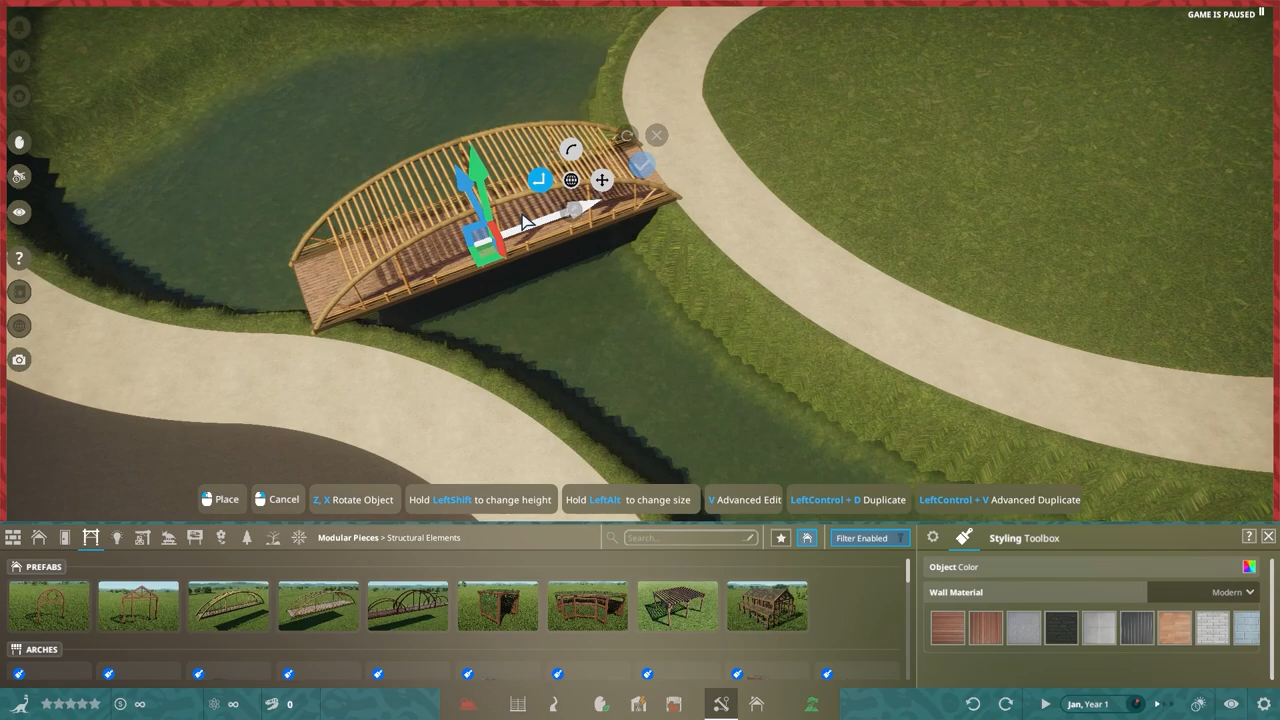 GAME IS PAUSED
?
Place
Cancel
Z, X Rotate Object
Hold LeftShift to change height
Hold LeftAlt to change size
V Advanced Edit
LeftControl + D Duplicate
LeftControl + V Advanced Duplicate
Modular Pieces > Structural Elements
Search...
Filter Enabled
Styling Toolbox
?
PREFABS
Object Color
Wall Material
Modern
ARCHES
∞
∞
0
Jan, Year 1